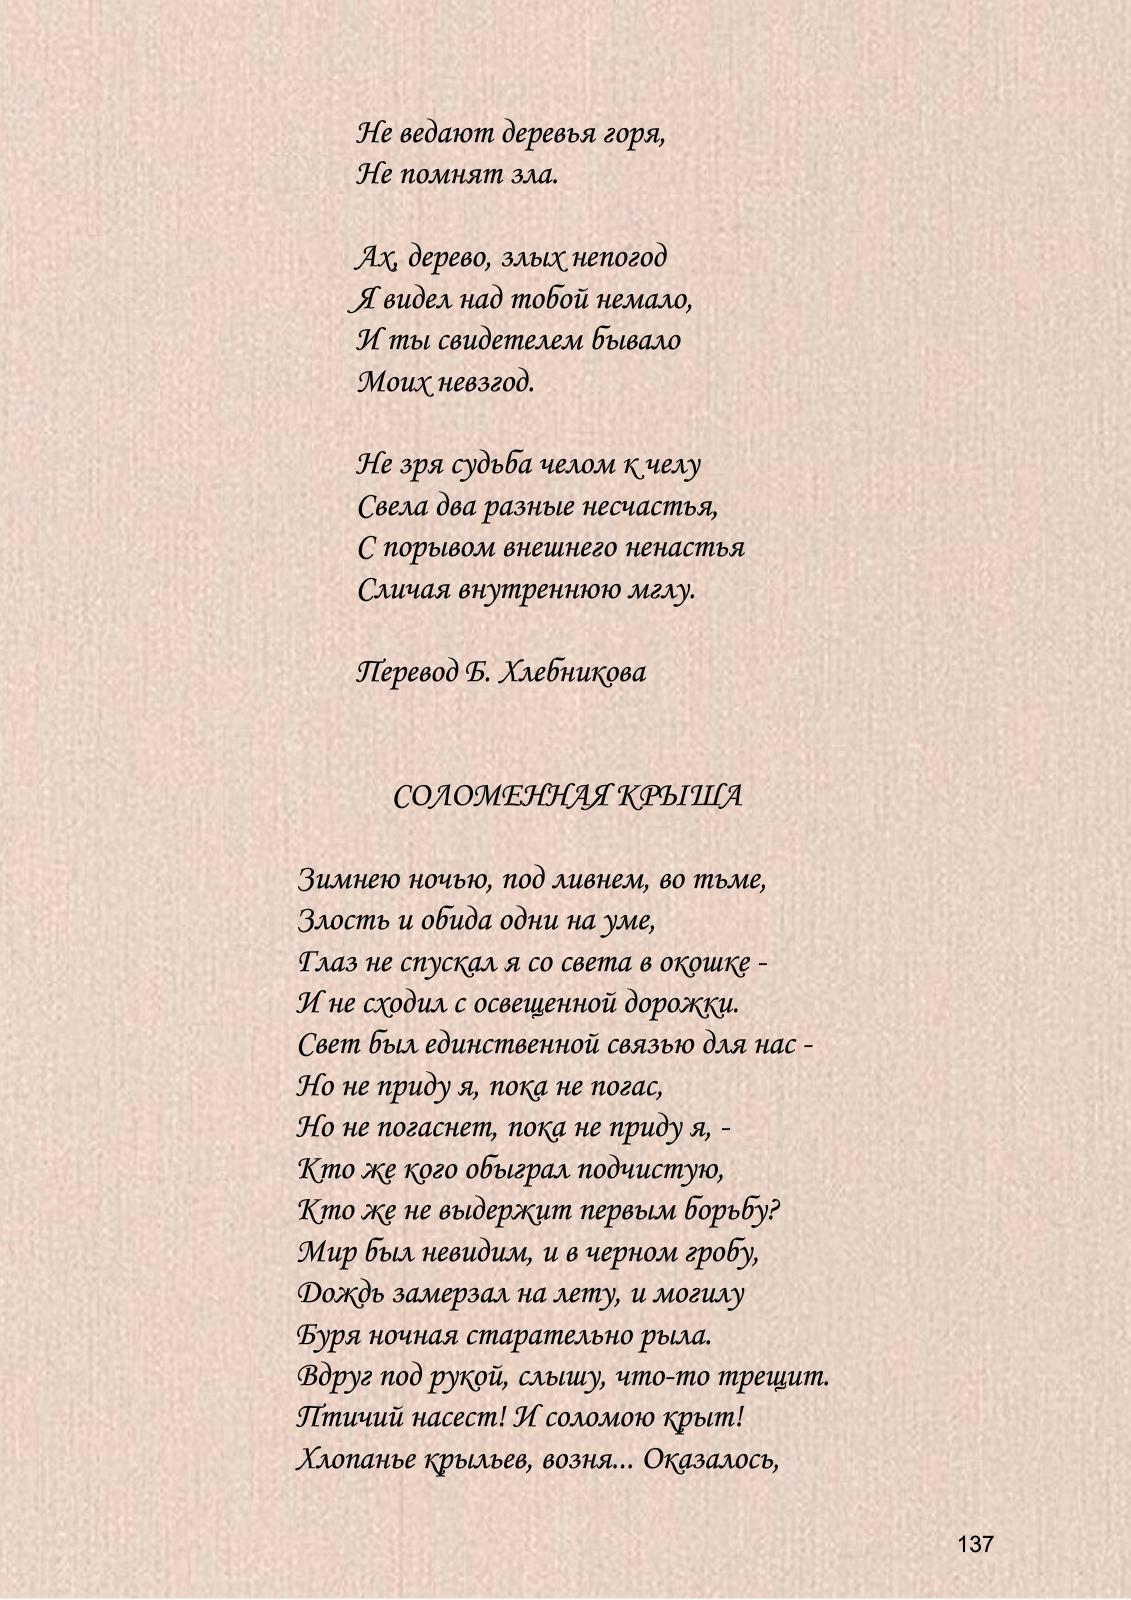 Не ведают деревья горя,
Не помнят зла.
Ах, дерево, злых непогод
Я видел над тобой немало,
И ты свидетелем бывало
Моих невзгод.
Не зря судьба челом к челу
Свела два разные несчастья,
С порывом внешнего ненастья
Сличая внутреннюю мглу.
Перевод Б. Хлебникова
СОЛОМЕННАЯ КРЫША
Зимнею ночью, под ливнем, во тьме,
Злость и обида одни на уме,
Глаз не спускал я со света в окошке -
И не сходил с освещенной дорожки.
Свет был единственной связью для нас -
Но не приду я, пока не погас,
Но не погаснет, пока не приду я, -
Кто же кого обыграл подчистую,
Кто же не выдержит первым борьбу?
Мир был невидим, и в черном гробу,
Дождь замерзал на лету, и могилу
Буря ночная старательно рыла.
Вдруг под рукой, слышу, что-то трещит.
Птичий насест! И соломою крыт!
Хлопанье крыльев, возня... Оказалось,
137